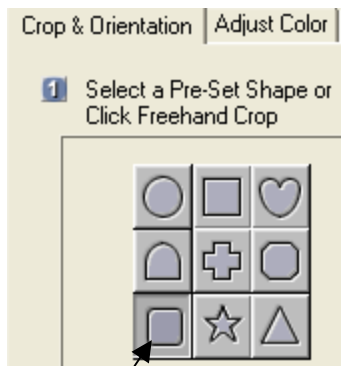 Crop & Orientation Adjust Color
1 Select a Pre-Set Shape or
Click Freehand Crop